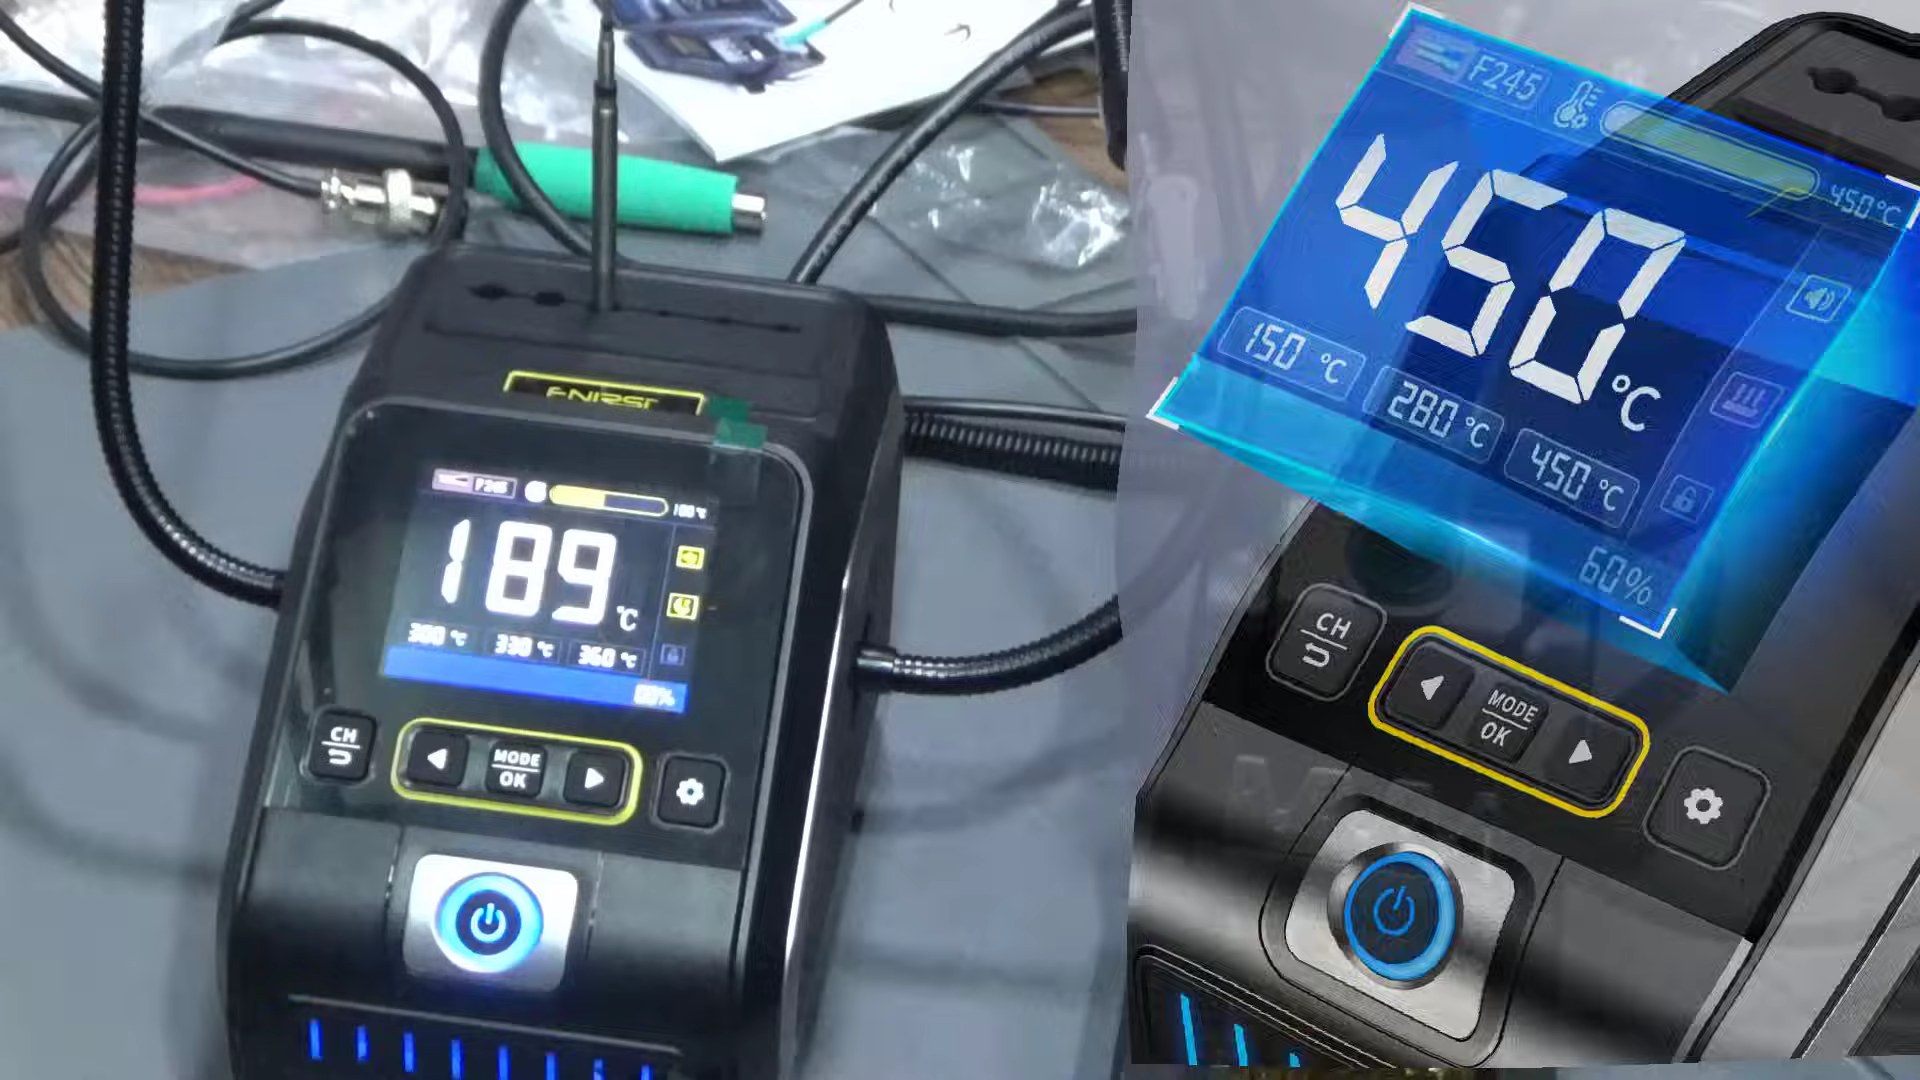 FNIRSI
F245
189 °C
300 °C 330 °C 360 °C
CH
MODE
OK
F245
450°C
450 °C
150 °C 280 °C 450 °C
60%
CH
MODE
OK